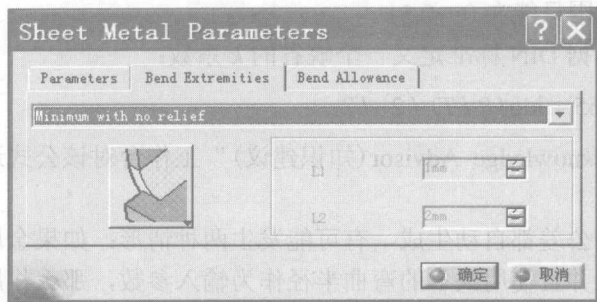 Sheet Metal Parameters
Parameters Bend Extremities Bend Allowance
Minimum with no relief
L1 1mm
L2 2mm
确定 取消